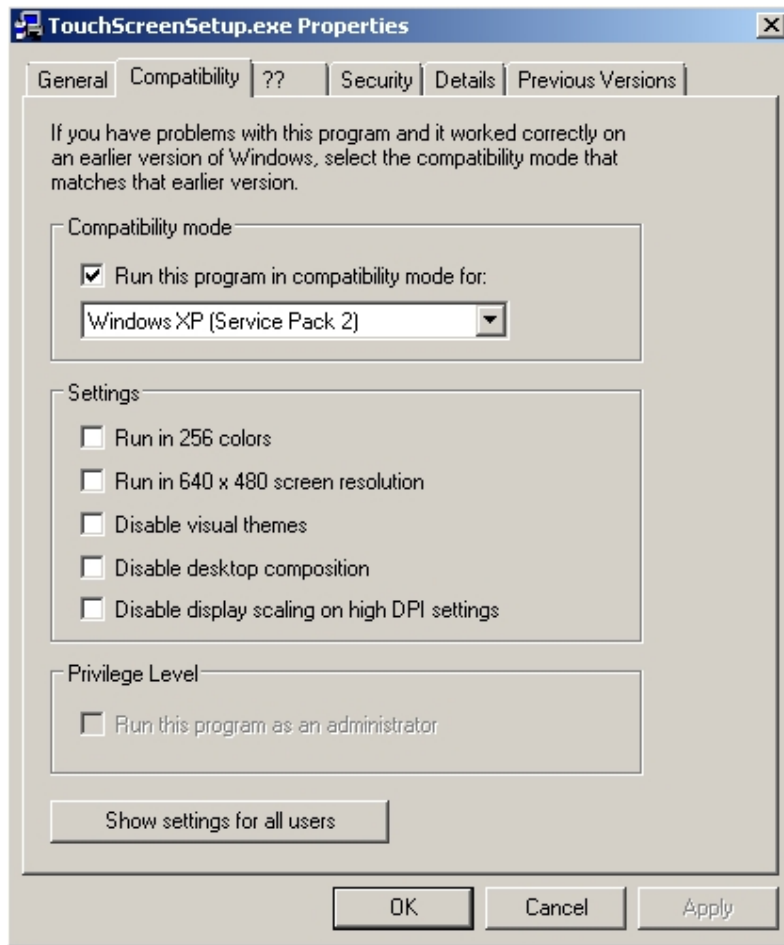 TouchScreenSetup.exe Properties
General Compatibility ?? Security Details Previous Versions
If you have problems with this program and it worked correctly on
an earlier version of Windows, select the compatibility mode that
matches that earlier version.
Compatibility mode
Run this program in compatibility mode for:
Windows XP (Service Pack 2)
Settings
Run in 256 colors
Run in 640 x 480 screen resolution
Disable visual themes
Disable desktop composition
Disable display scaling on high DPI settings
Privilege Level
Run this program as an administrator
Show settings for all users
OK Cancel Apply